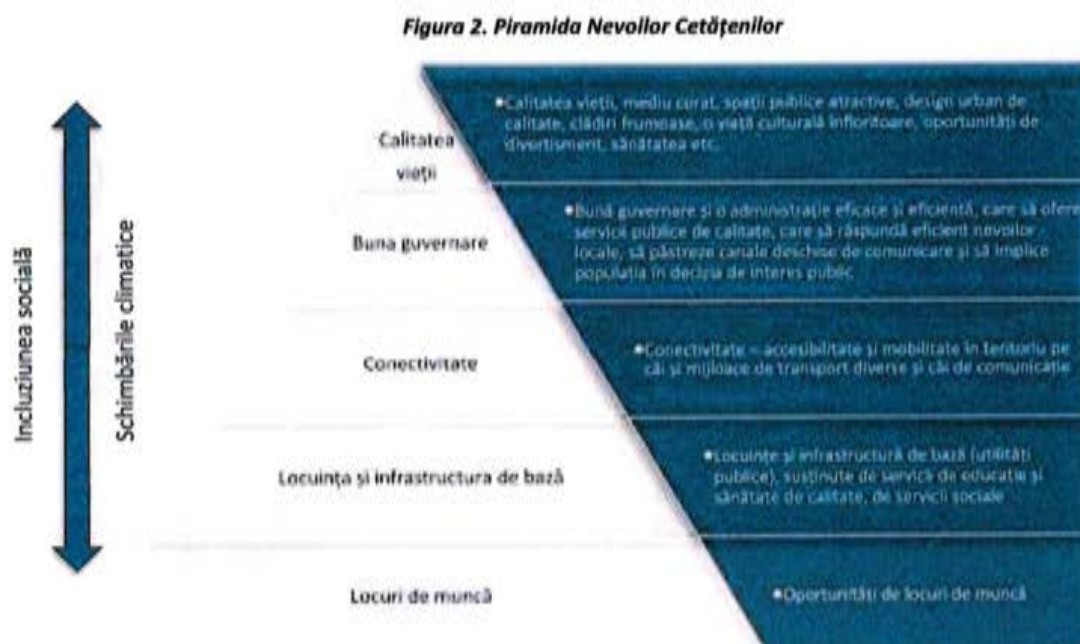 Figura 2. Piramida Nevoilor Cetățenilor
Incluziunea socială
Schimbările climatice
Calitatea
vieții
•Calitatea vieții, mediu curat, spații publice atractive, design urban de
calitate, clădiri frumoase, o viață culturală înfloritoare, oportunități de
divertisment, sănătatea etc.
Buna guvernare
•Bună guvernare și o administrație eficace și eficientă, care să ofere
servicii publice de calitate, care să răspundă eficient nevoilor
locale, să păstreze canale deschise de comunicare și să implice
populația în decizia de interes public
Conectivitate
•Conectivitate – accesibilitate și mobilitate în teritoriu pe
căi și mijloace de transport diverse și căi de comunicație
Locuința și infrastructura de bază
•Locuințe și infrastructură de bază (utilități
publice), susținute de servicii de educație și
sănătate de calitate, de servicii sociale
Locuri de muncă
•Oportunități de locuri de muncă